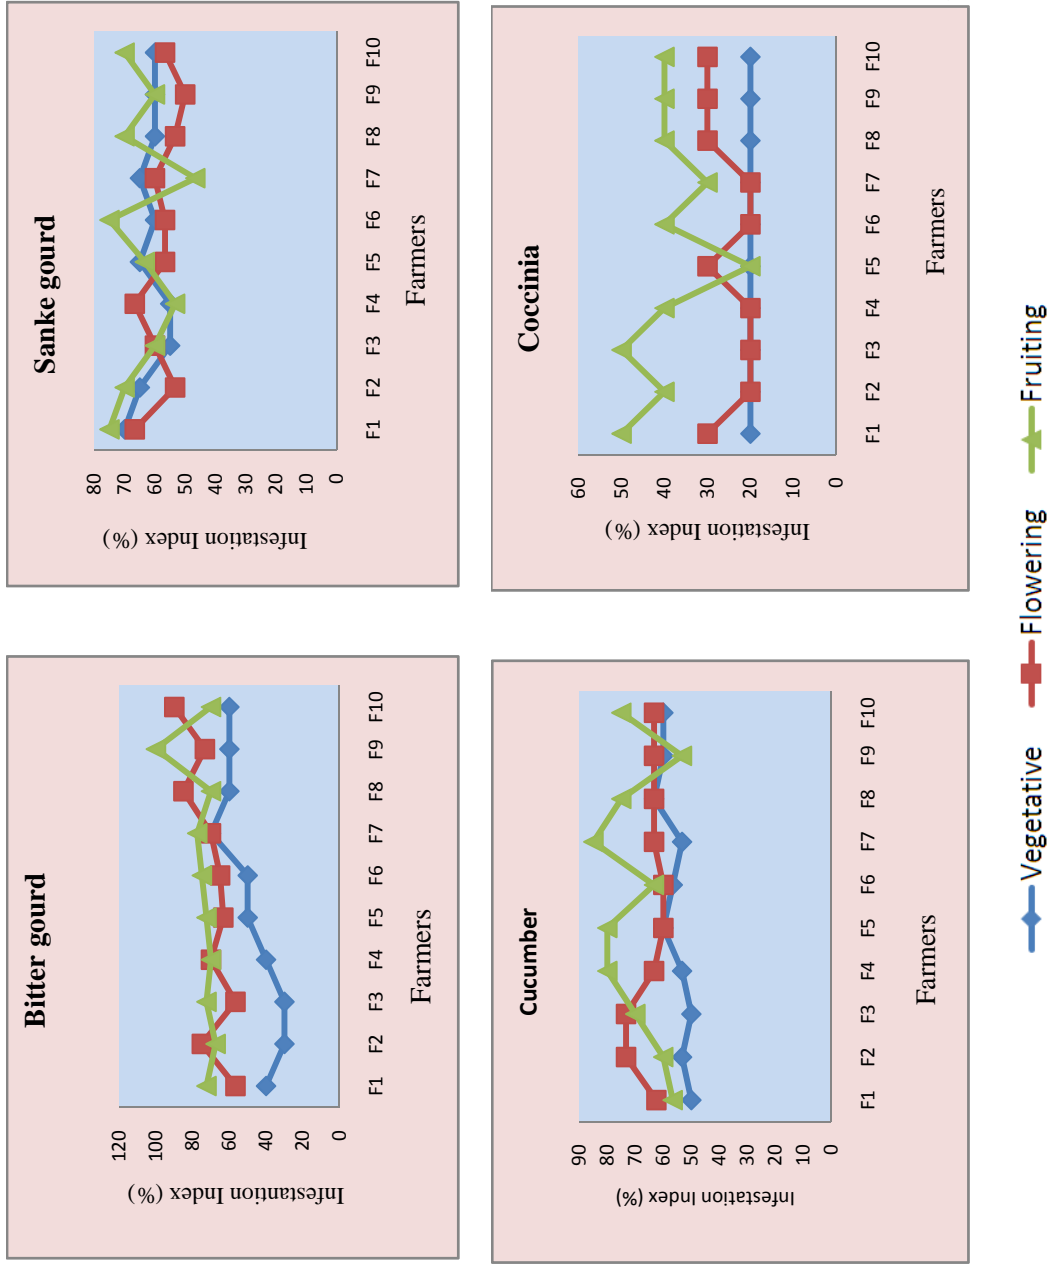 Bitter gourd
Infestantion Index (%)
120
100
80
60
40
20
0
F1 F2 F3 F4 F5 F6 F7 F8 F9 F10
Farmers
Sanke gourd
Infestation Index (%)
80
70
60
50
40
30
20
10
0
F1 F2 F3 F4 F5 F6 F7 F8 F9 F10
Farmers
Cucumber
Infestation Index (%)
90
80
70
60
50
40
30
20
10
0
F1 F2 F3 F4 F5 F6 F7 F8 F9 F10
Farmers
Coccinia
Infestation Index (%)
60
50
40
30
20
10
0
F1 F2 F3 F4 F5 F6 F7 F8 F9 F10
Farmers
Vegetative Flowering Fruiting